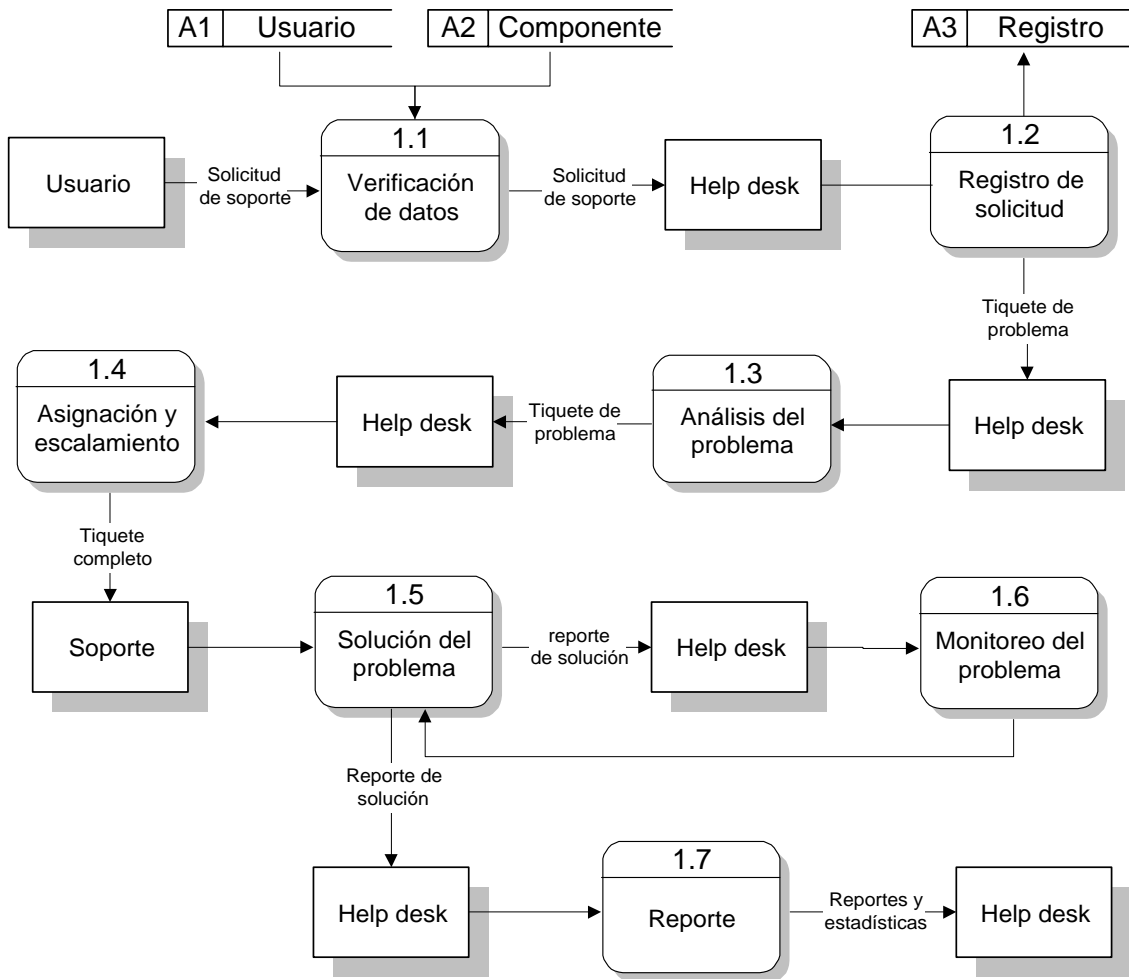 A1 Usuario
A2 Componente
A3 Registro
1.1
Verificación
de datos
1.2
Registro de
solicitud
Usuario
Solicitud
de soporte
Solicitud
de soporte
Help desk
Tiquete de
problema
1.4
Asignación y
escalamiento
Help desk
Tiquete de
problema
1.3
Análisis del
problema
Help desk
Tiquete
completo
Soporte
1.5
Solución del
problema
reporte
de solución
Help desk
1.6
Monitoreo del
problema
Reporte de
solución
Help desk
1.7
Reporte
Reportes y
estadísticas
Help desk